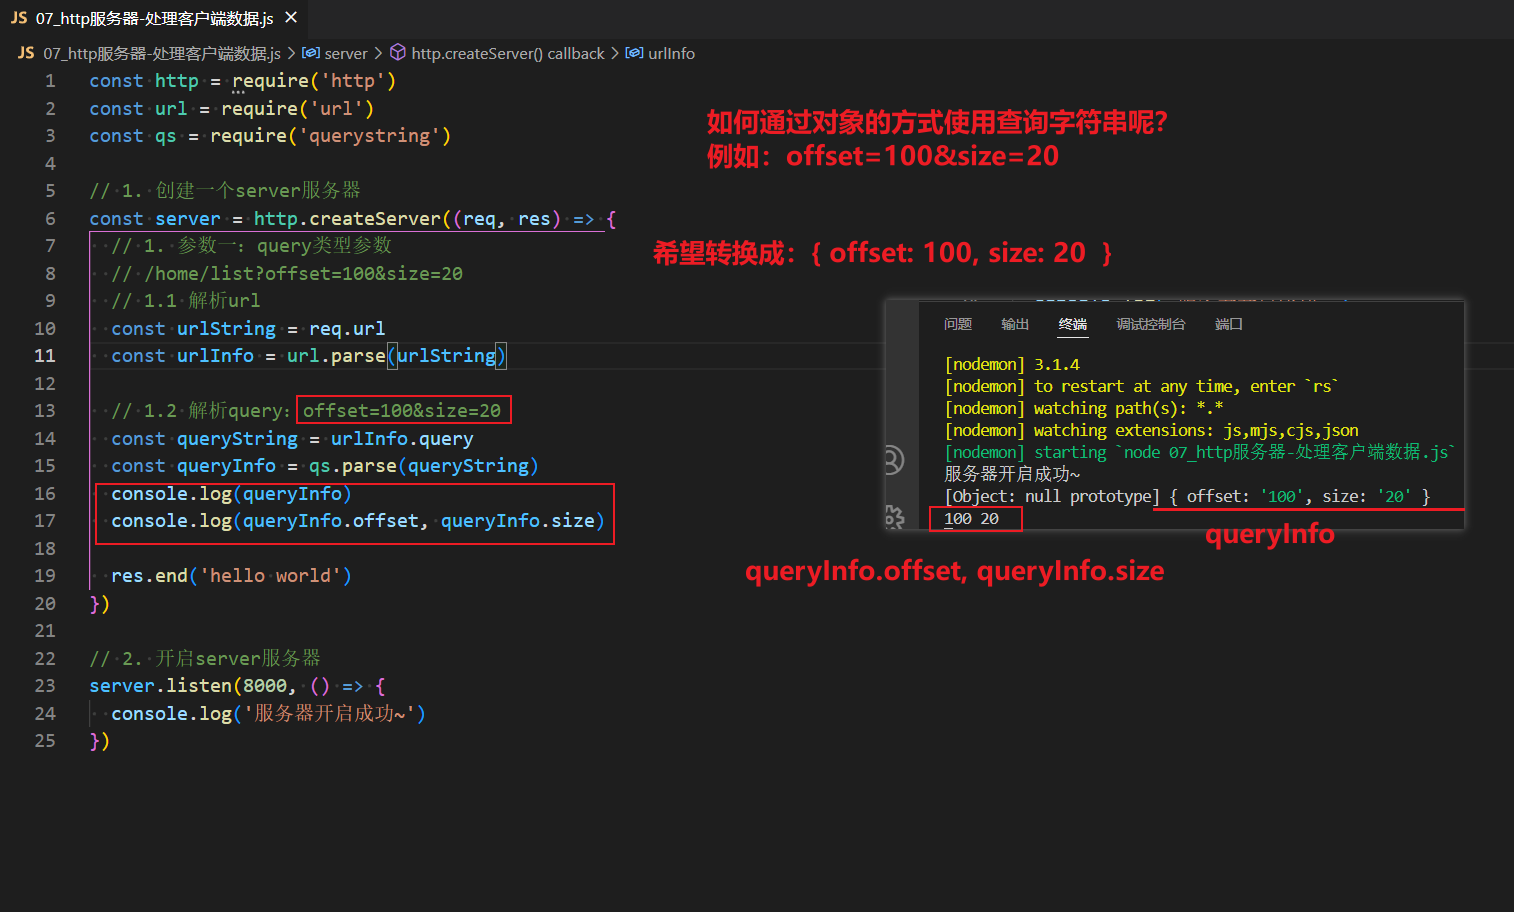 JS 07_http服务器-处理客户端数据.js ×
JS 07_http服务器-处理客户端数据.js > server > http.createServer() callback > urlInfo
1 const http = require('http')
2 const url = require('url')
3 const qs = require('querystring')
4
5 // 1. 创建一个server服务器
6 const server = http.createServer((req, res) => {
7 // 1. 参数一：query类型参数
8 // /home/list?offset=100&size=20
9 // 1.1 解析url
10 const urlString = req.url
11 const urlInfo = url.parse(urlString)
12
13 // 1.2 解析query：offset=100&size=20
14 const queryString = urlInfo.query
15 const queryInfo = qs.parse(queryString)
16 console.log(queryInfo)
17 console.log(queryInfo.offset, queryInfo.size)
18
19 res.end('hello world')
20 })
21
22 // 2. 开启server服务器
23 server.listen(8000, () => {
24 console.log('服务器开启成功~')
25 })
如何通过对象的方式使用查询字符串呢？
例如：offset=100&size=20
希望转换成：{ offset: 100, size: 20 }
问题 输出 终端 调试控制台 端口
[nodemon] 3.1.4
[nodemon] to restart at any time, enter `rs`
[nodemon] watching path(s): *.*
[nodemon] watching extensions: js,mjs,cjs,json
[nodemon] starting `node 07_http服务器-处理客户端数据.js`
服务器开启成功~
[Object: null prototype] { offset: '100', size: '20' }
100 20
queryInfo
queryInfo.offset, queryInfo.size